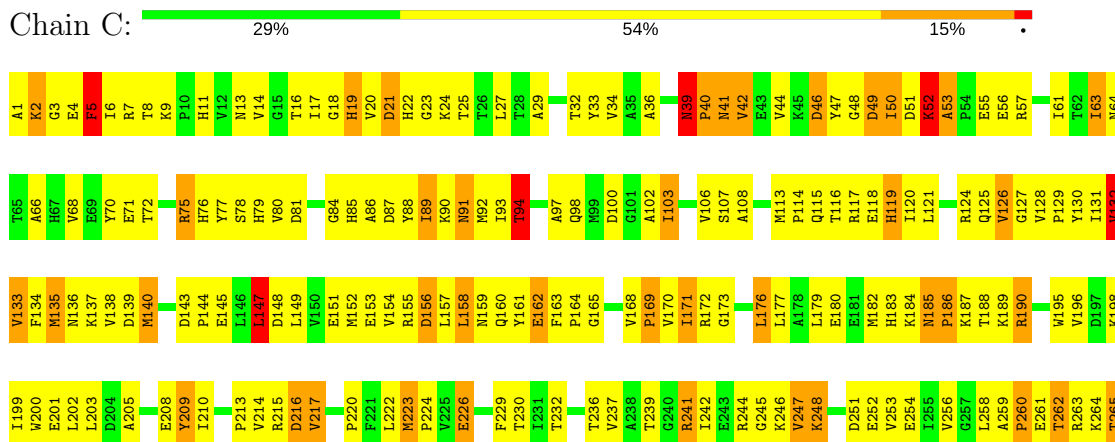 Chain C:
29% 54% 15% •
A1 K2 G3 E4 F5 I6 R7 T8 K9 P10 H11 V12 N13 V14 G15 T16 I17 G18 H19 V20 D21 H22 G23 K24 T25 T26 L27 T28 A29 T32 Y33 V34 A35 A36 N39 P40 N41 V42 E43 V44 K45 D46 Y47 G48 D49 I50 D51 K52 A53 P54 E55 E56 R57 I61 T62 I63 N64
T65 A66 H67 V68 E69 Y70 E71 T72 R75 H76 Y77 S78 H79 V80 D81 G84 H85 A86 D87 Y88 I89 K90 N91 M92 I93 T94 A97 Q98 M99 D100 G101 A102 I103 V106 S107 A108 M113 P114 Q115 T116 R117 E118 H119 I120 L121 R124 Q125 V126 G127 V128 P129 Y130 I131 V132
V133 F134 M135 N136 K137 V138 D139 M140 D143 P144 E145 L146 L147 D148 L149 V150 E151 M152 E153 V154 R155 D156 L157 L158 N159 Q160 Y161 E162 F163 P164 G165 V168 P169 V170 I171 R172 G173 L176 L177 A178 L179 E180 E181 M182 H183 K184 N185 P186 K187 T188 K189 R190 W195 V196 D197 K198
I199 W200 E201 L202 L203 D204 A205 E208 Y209 I210 P213 V214 R215 D216 V217 P220 F221 L222 M223 P224 V225 E226 F229 T230 I231 T232 T236 V237 A238 T239 G240 R241 I242 E243 R244 G245 K246 V247 K248 D251 E252 V253 E254 I255 V256 G257 L258 A259 P260 E261 T262 R263 K264 T265